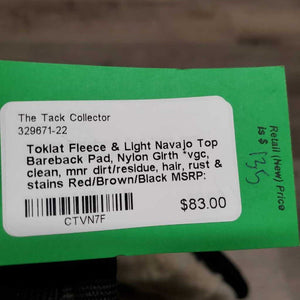 The Tack Collector
329671-22
Toklat Fleece & Light Navajo Top
Bareback Pad, Nylon Girth *vgc,
clean, mnr dirt/residue, hair, rust &
stains Red/Brown/Black MSRP:
$83.00
CTVN7F
Retail (New) Price
is $ 135